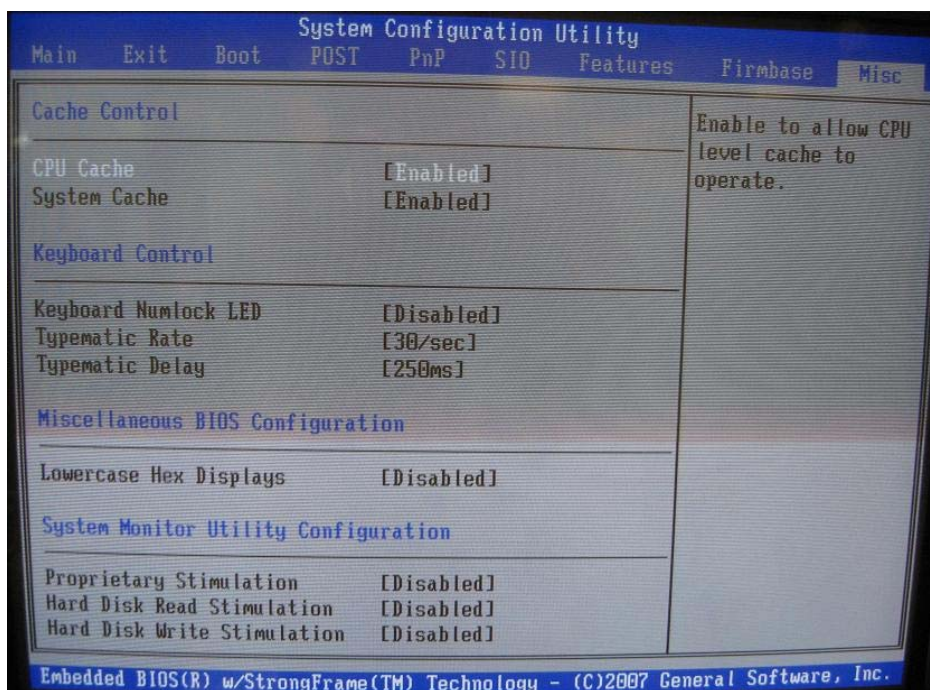 System Configuration Utility
Main Exit Boot POST PnP SIO Features Firmbase Misc
Cache Control
CPU Cache [Enabled]
System Cache [Enabled]
Keyboard Control
Keyboard Numlock LED [Disabled]
Typematic Rate [30/sec]
Typematic Delay [250ms]
Miscellaneous BIOS Configuration
Lowercase Hex Displays [Disabled]
System Monitor Utility Configuration
Proprietary Stimulation [Disabled]
Hard Disk Read Stimulation [Disabled]
Hard Disk Write Stimulation [Disabled]
Enable to allow CPU
level cache to
operate.
Embedded BIOS(R) w/StrongFrame(TM) Technology - (C)2007 General Software, Inc.